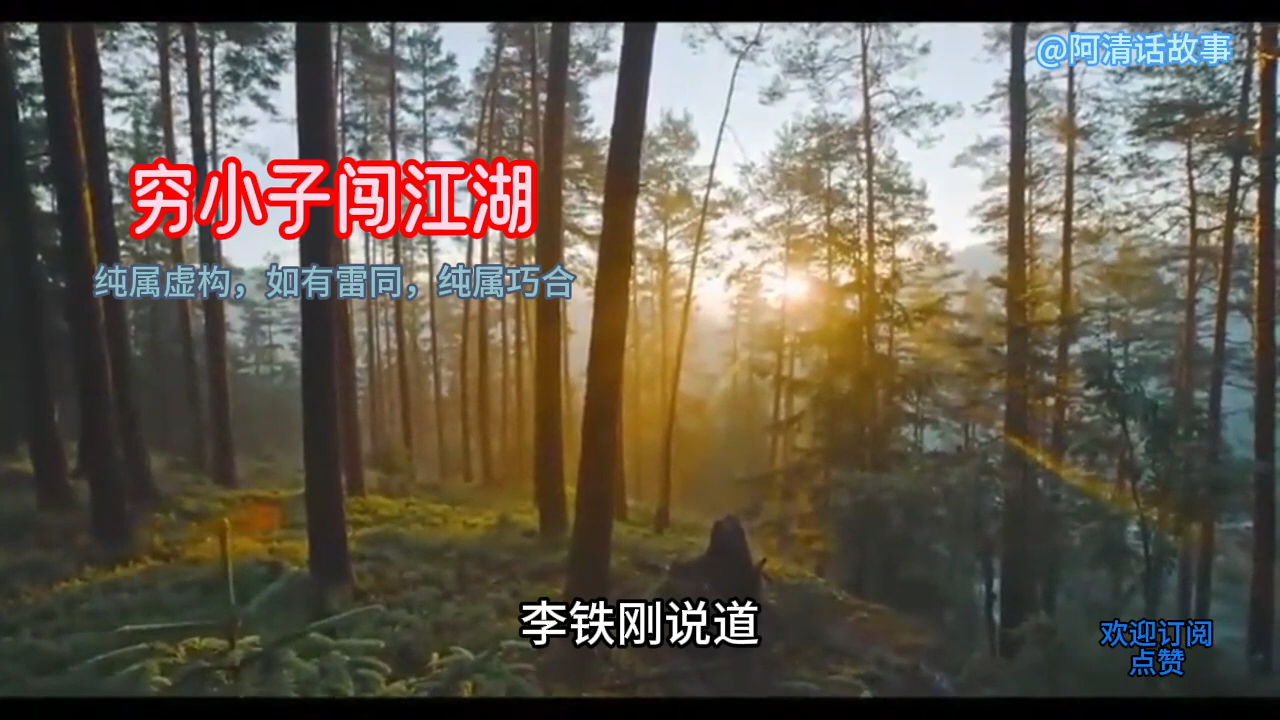 @阿清话故事
穷小子闯江湖
纯属虚构，如有雷同，纯属巧合
李铁刚说道
欢迎订阅
点赞